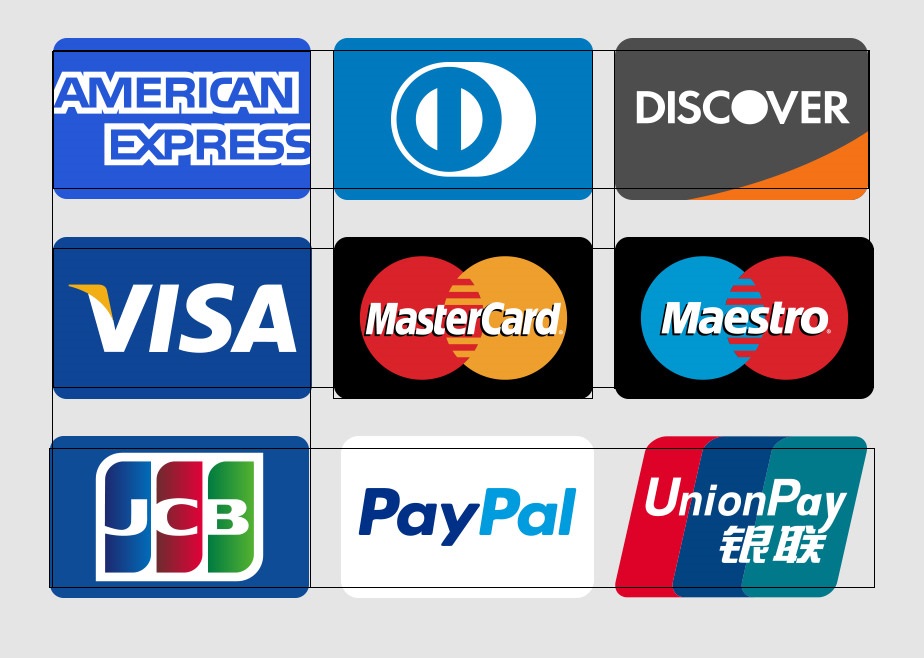 AMERICAN
EXPRESS
DISCOVER
VISA
MasterCard
Maestro
JCB
PayPal
UnionPay
银联